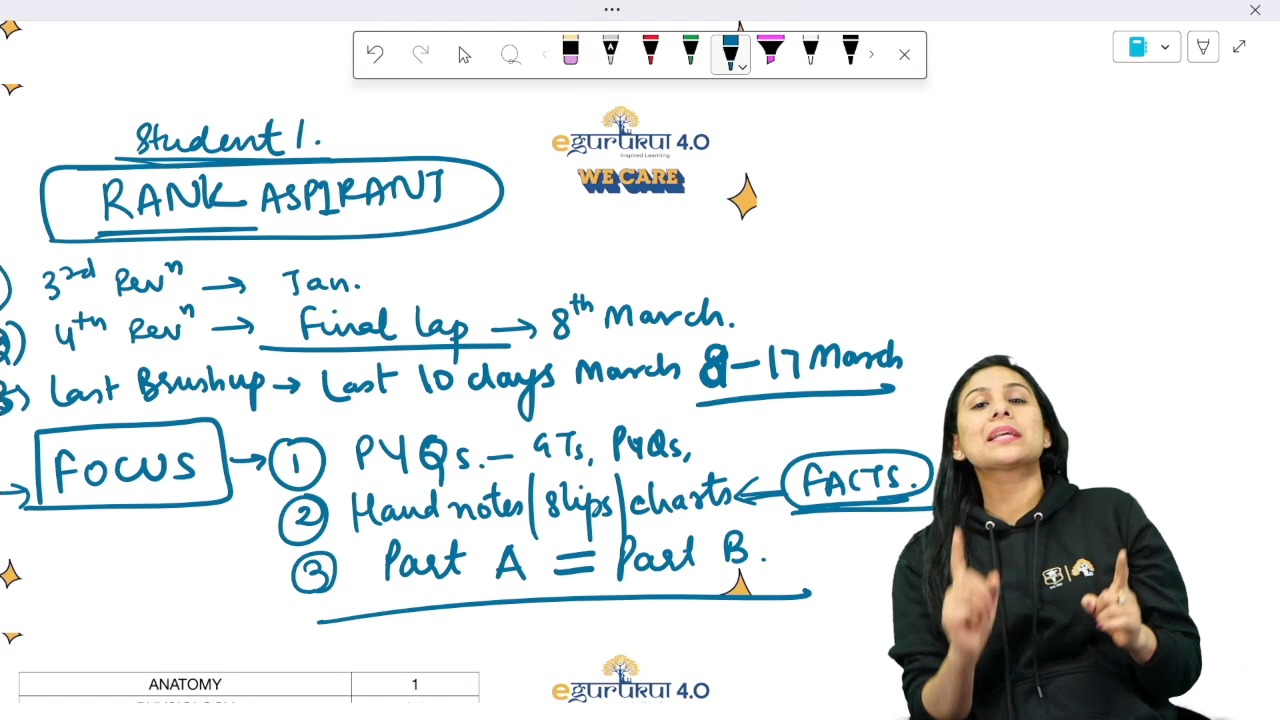 Student 1.
egurukul 4.0
Inspired Learning
WE CARE
RANK ASPIRANT
3rd Revn → Jan.
2) 4th Revn → Final lap → 8th March.
3) Last Brushup → Last 10 days March 8 – 17 March
→ FOCUS → 1 PYQs. – GTs, PYQs,
2 Hand notes | slips | charts ← FACTS.
3 Part A = Part B.
egurukul 4.0
ANATOMY 1